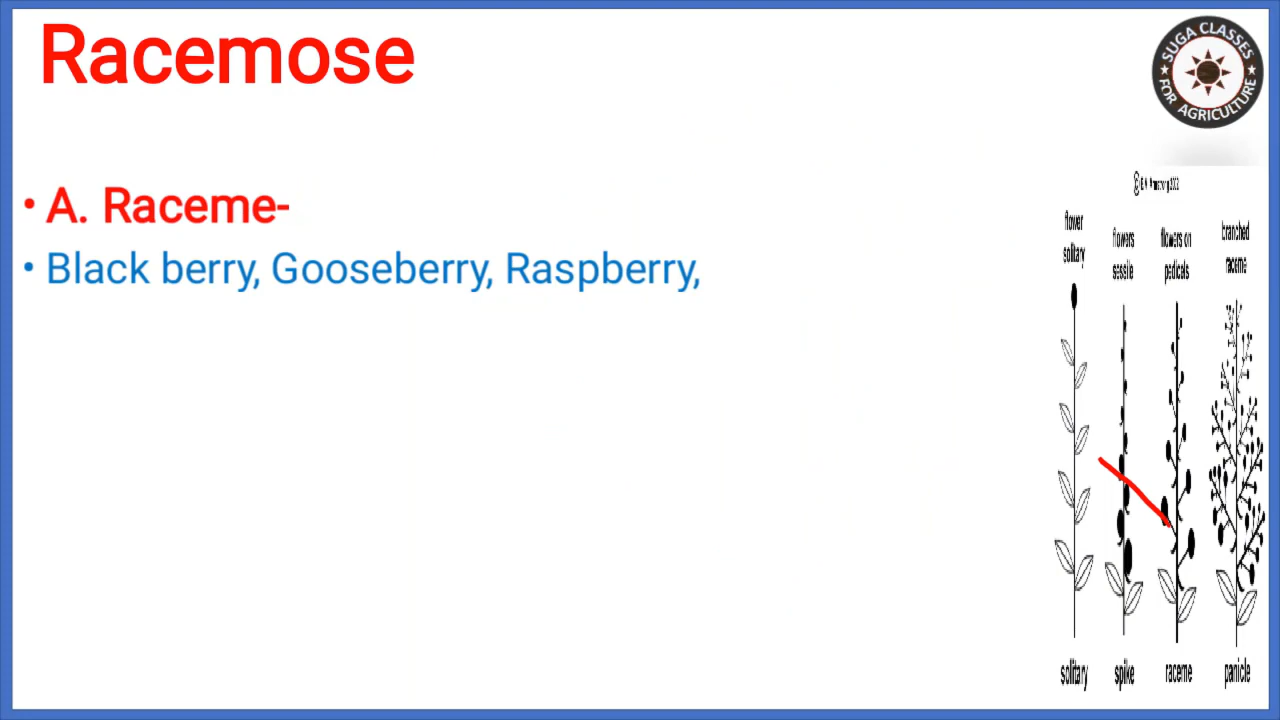 Racemose
SUGA CLASSES
★ FOR AGRICULTURE ★
• A. Raceme-
• Black berry, Gooseberry, Raspberry,
flower
solitary
flowers
sessile
flowers on
pedicals
branched
raceme
solitary
spike
raceme
panicle